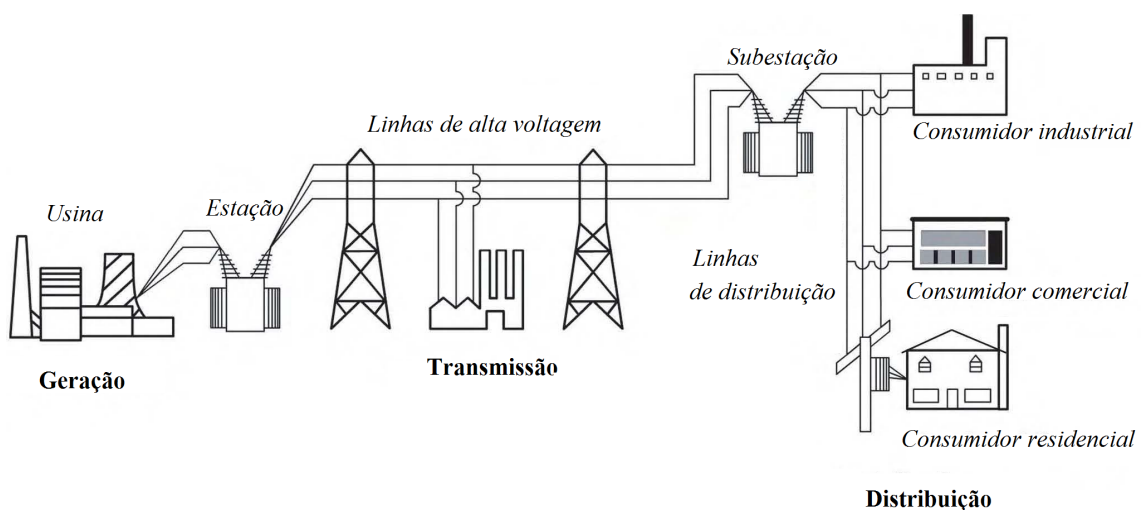 Subestação
Linhas de alta voltagem
Consumidor industrial
Usina
Estação
Linhas
de distribuição
Consumidor comercial
Geração
Transmissão
Consumidor residencial
Distribuição